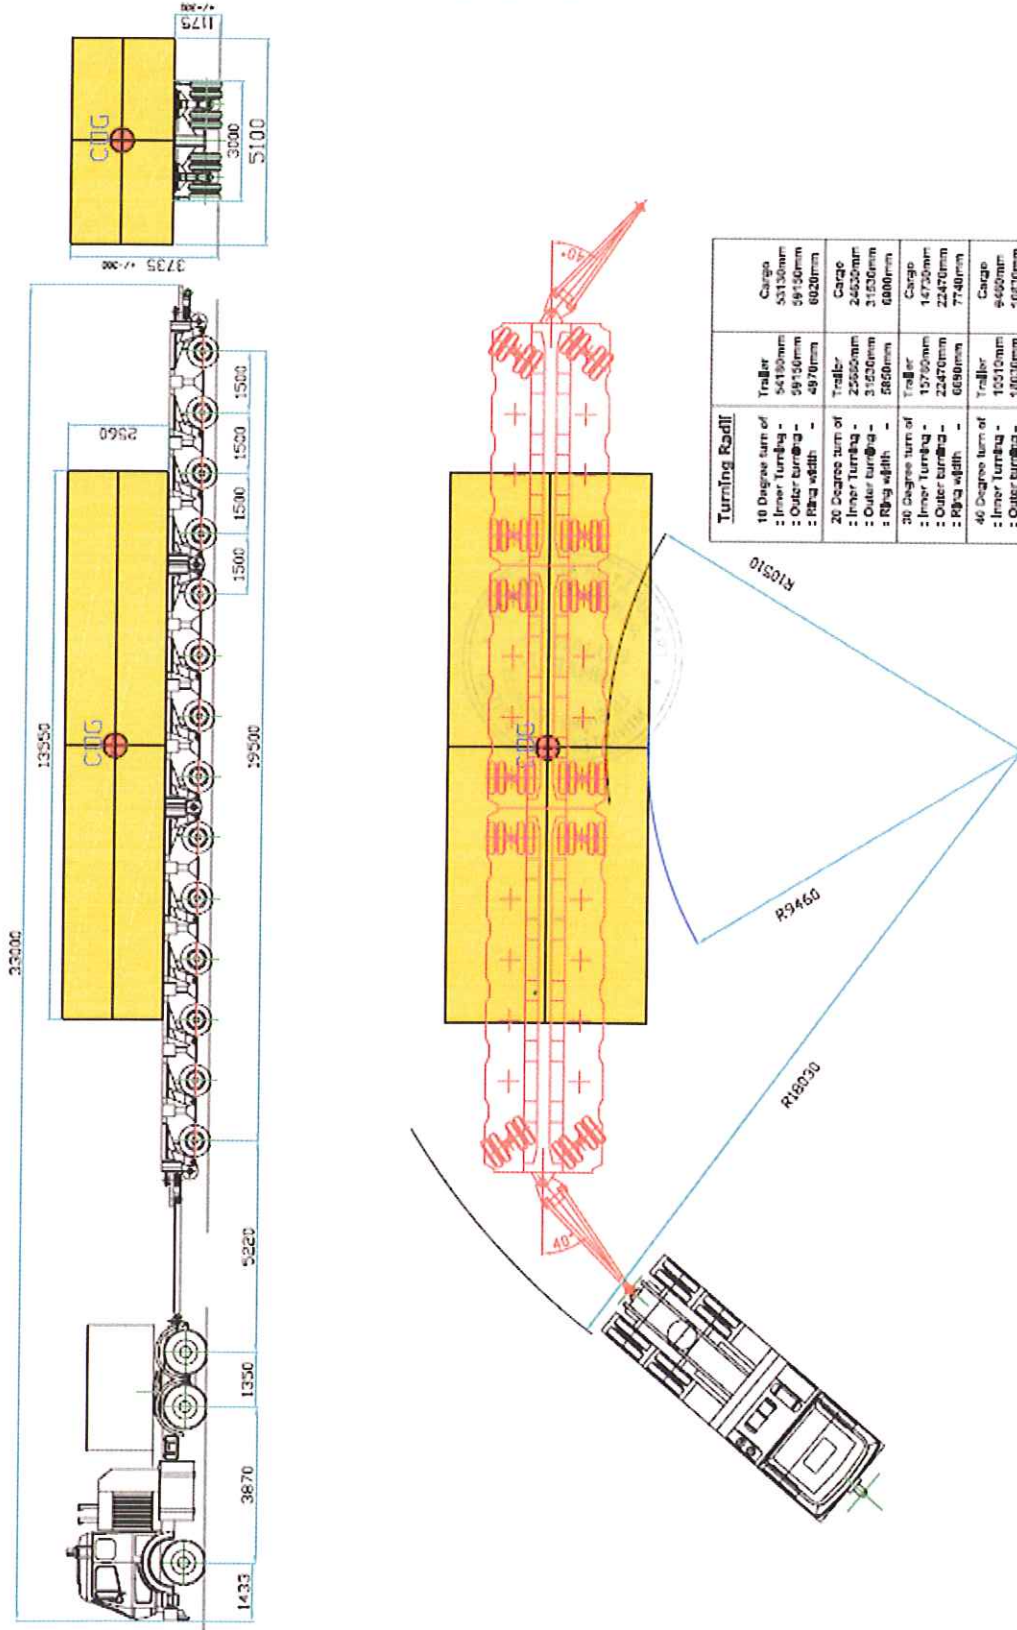 33000
13550
COG
2560
1500
1500
1500
1500
19500
5220
1350
3870
1433
COG
1175
+/-300
3735 +/-300
3000
5100
COG
40°
40°
R10510
R9460
R18030
Turning Radii
10 Degree turn of Trailer Cargo
: Inner Turning - 54180mm 53130mm
: Outer turning - 59150mm 59150mm
: Ring width - 4970mm 6020mm
20 Degree turn of Trailer Cargo
: Inner Turning - 25680mm 24630mm
: Outer turning - 31530mm 31530mm
: Ring width - 5850mm 6900mm
30 Degree turn of Trailer Cargo
: Inner Turning - 15780mm 14730mm
: Outer turning - 22470mm 22470mm
: Ring width - 6690mm 7740mm
40 Degree turn of Trailer Cargo
: Inner Turning - 10510mm 9460mm
: Outer turning -